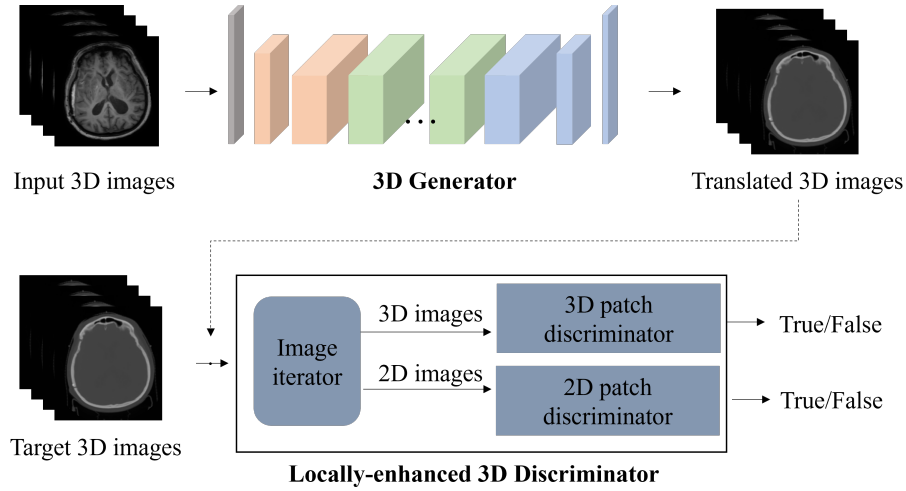 Input 3D images
3D Generator
Translated 3D images
Target 3D images
Image
iterator
3D images
2D images
3D patch
discriminator
2D patch
discriminator
True/False
True/False
Locally-enhanced 3D Discriminator